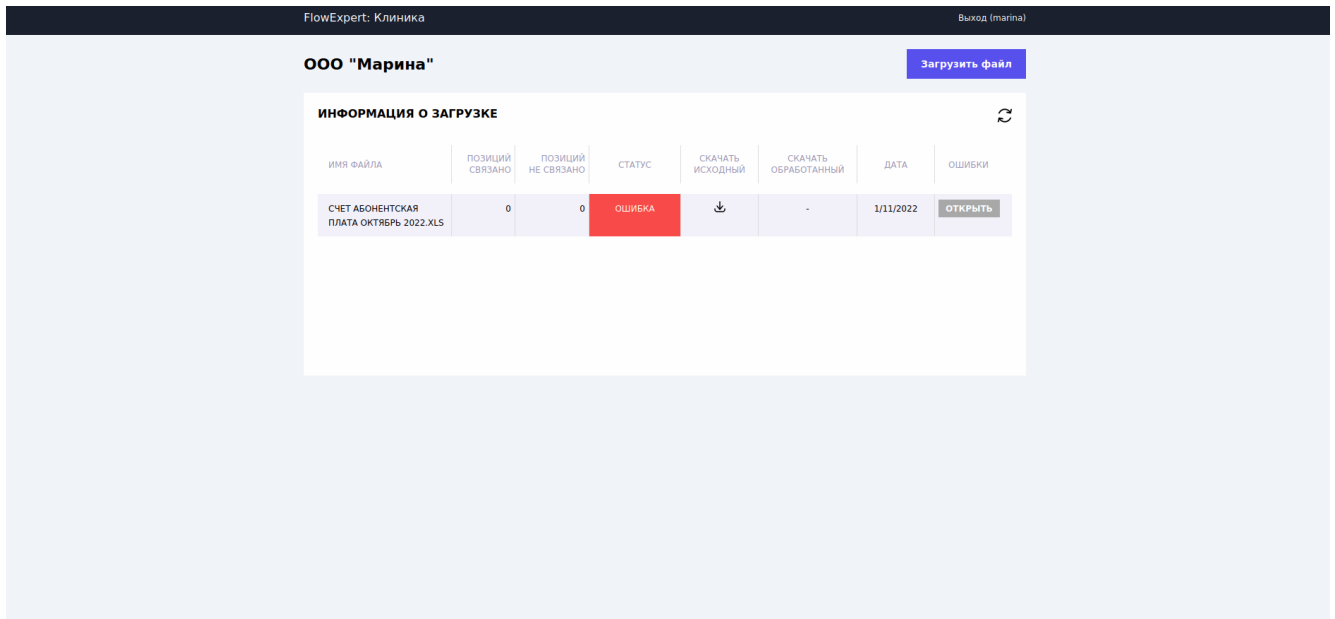 FlowExpert: Клиника
Выход (marina)
ООО "Марина"
Загрузить файл
ИНФОРМАЦИЯ О ЗАГРУЗКЕ
ИМЯ ФАЙЛА
ПОЗИЦИЙ
СВЯЗАНО
ПОЗИЦИЙ
НЕ СВЯЗАНО
СТАТУС
СКАЧАТЬ
ИСХОДНЫЙ
СКАЧАТЬ
ОБРАБОТАННЫЙ
ДАТА
ОШИБКИ
СЧЕТ АБОНЕНТСКАЯ
ПЛАТА ОКТЯБРЬ 2022.XLS
0
0
ОШИБКА
-
1/11/2022
ОТКРЫТЬ